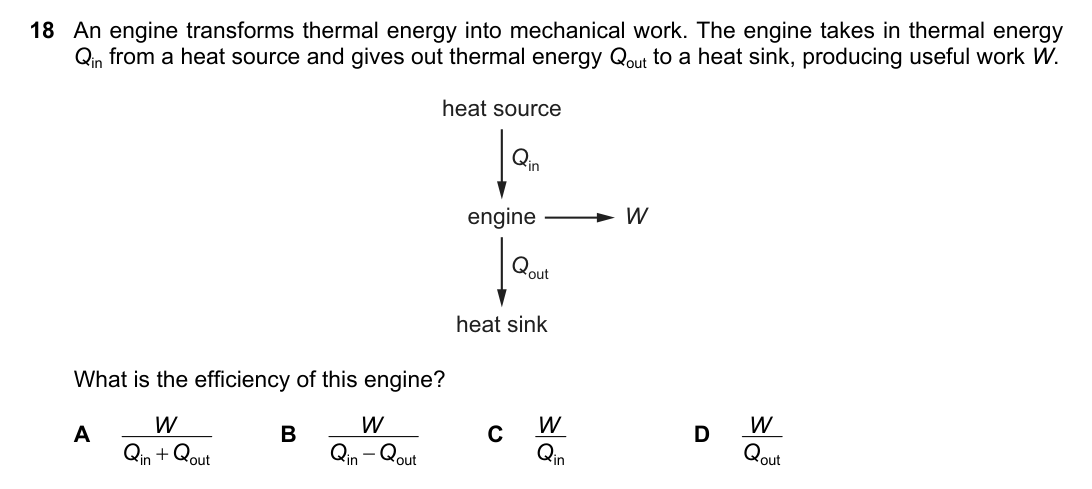 18 An engine transforms thermal energy into mechanical work. The engine takes in thermal energy
Qin from a heat source and gives out thermal energy Qout to a heat sink, producing useful work W.
heat source
Qin
engine W
Qout
heat sink
What is the efficiency of this engine?
A W / (Qin + Qout) B W / (Qin − Qout) C W / Qin D W / Qout